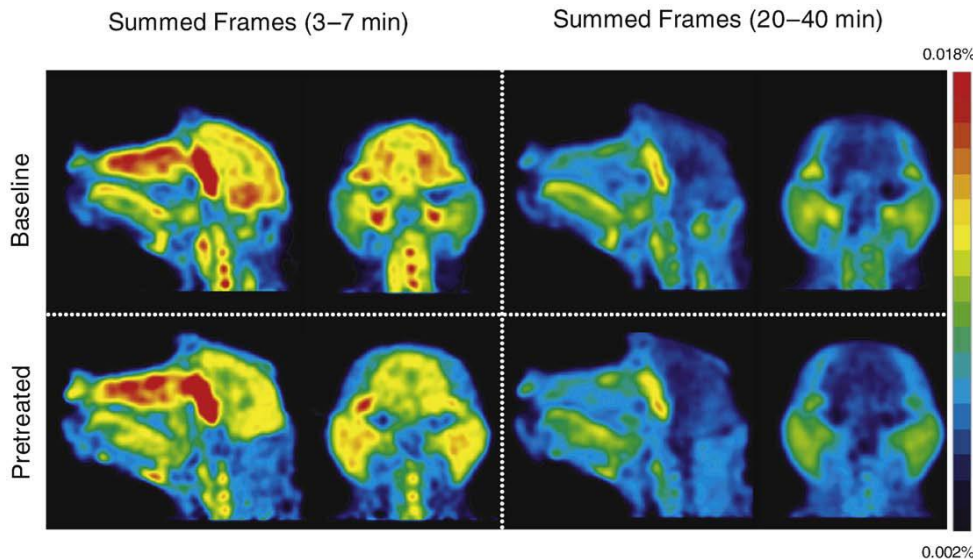 Summed Frames (3–7 min)
Summed Frames (20–40 min)
0.018%
Baseline
Pretreated
0.002%